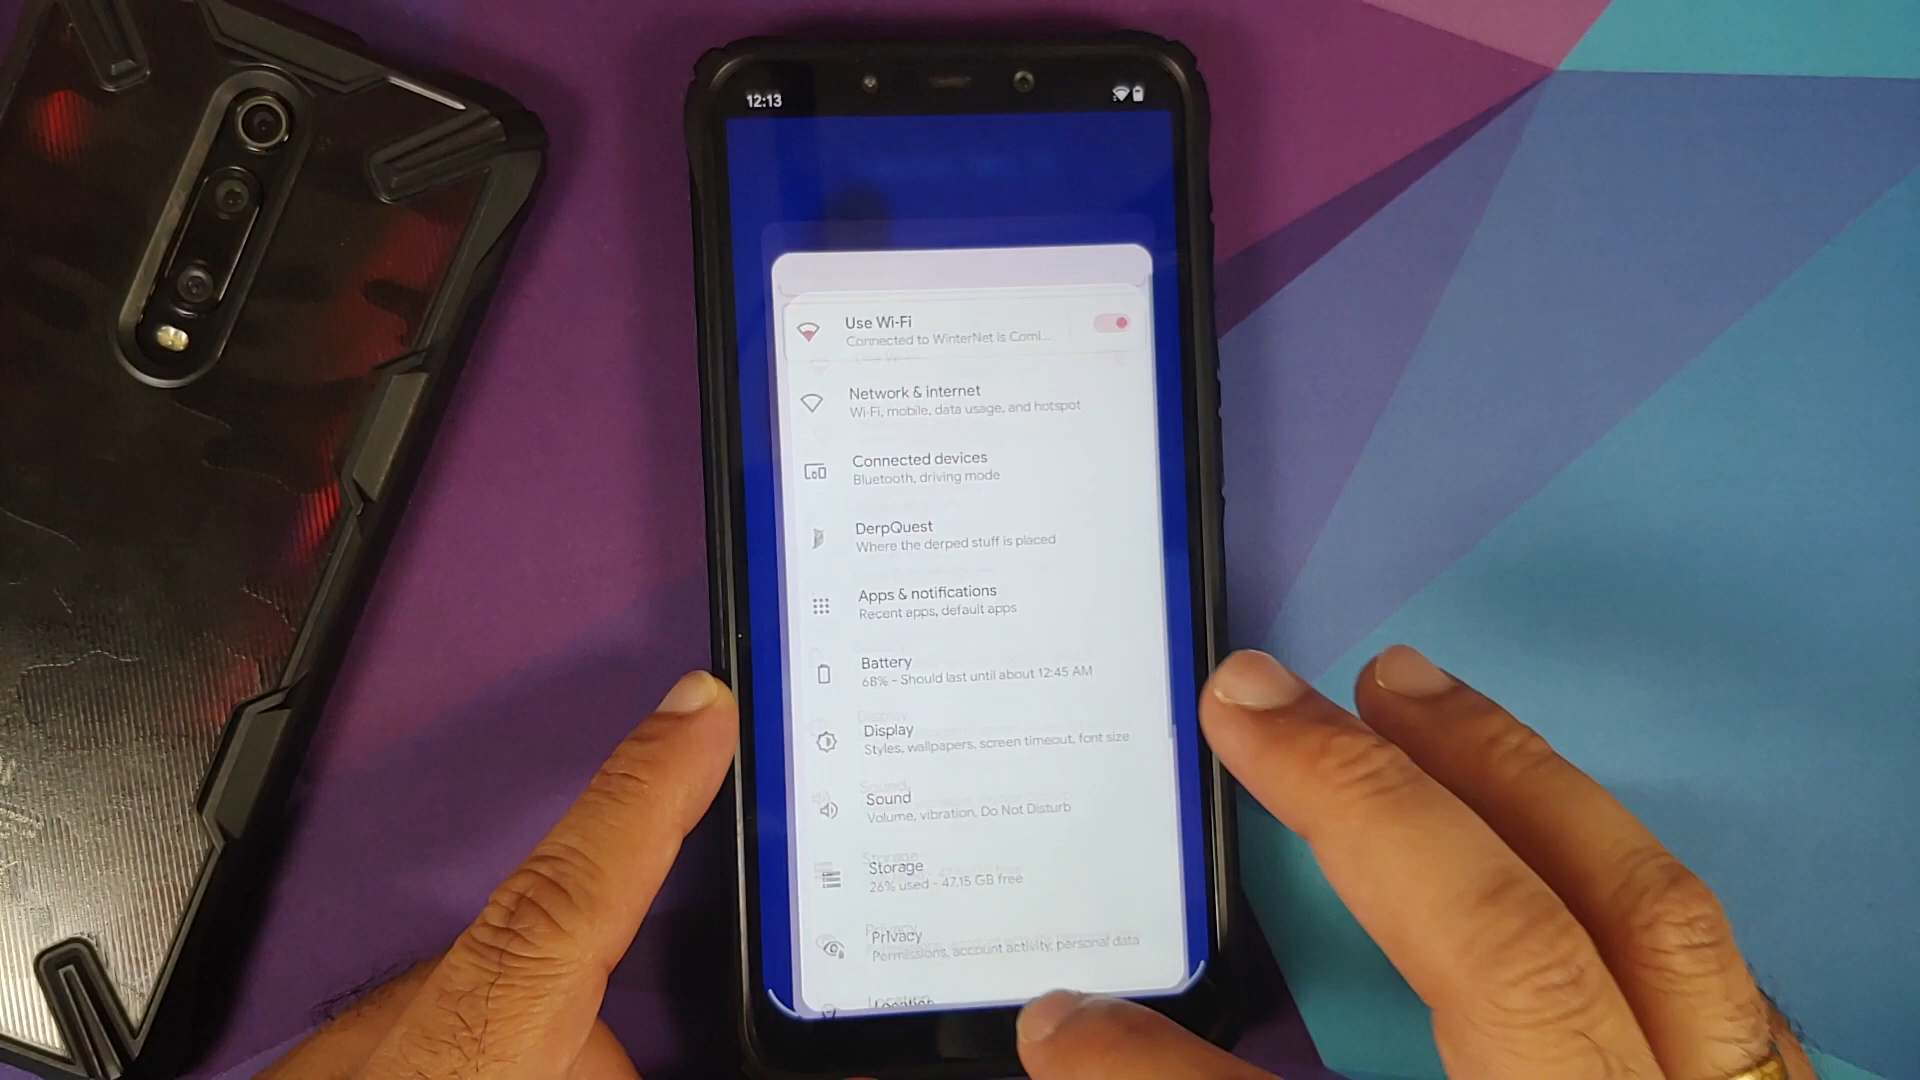 12:13
Use Wi-Fi
Connected to WinterNet is Comi...
Network & internet
Wi-Fi, mobile, data usage, and hotspot
Connected devices
Bluetooth, driving mode
DerpQuest
Where the derped stuff is placed
Apps & notifications
Recent apps, default apps
Battery
68% - Should last until about 12:45 AM
Display
Styles, wallpapers, screen timeout, font size
Sound
Volume, vibration, Do Not Disturb
Storage
26% used - 47.15 GB free
Privacy
Permissions, account activity, personal data
Location